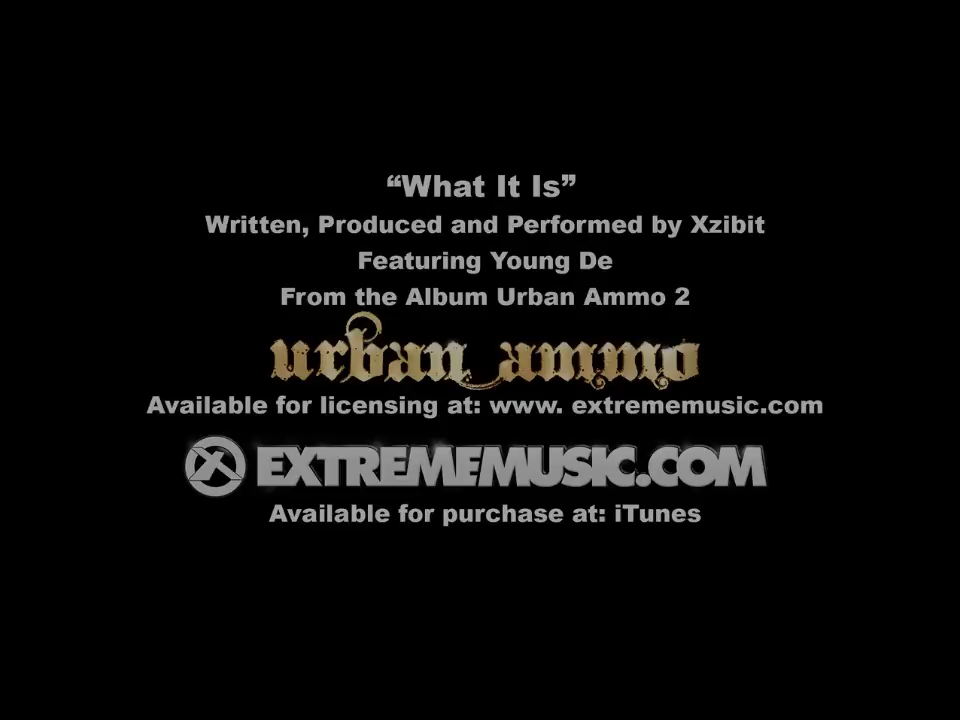 “What It Is”
Written, Produced and Performed by Xzibit
Featuring Young De
From the Album Urban Ammo 2
urban ammo
Available for licensing at: www. extrememusic.com
X EXTREMEMUSIC.COM
Available for purchase at: iTunes